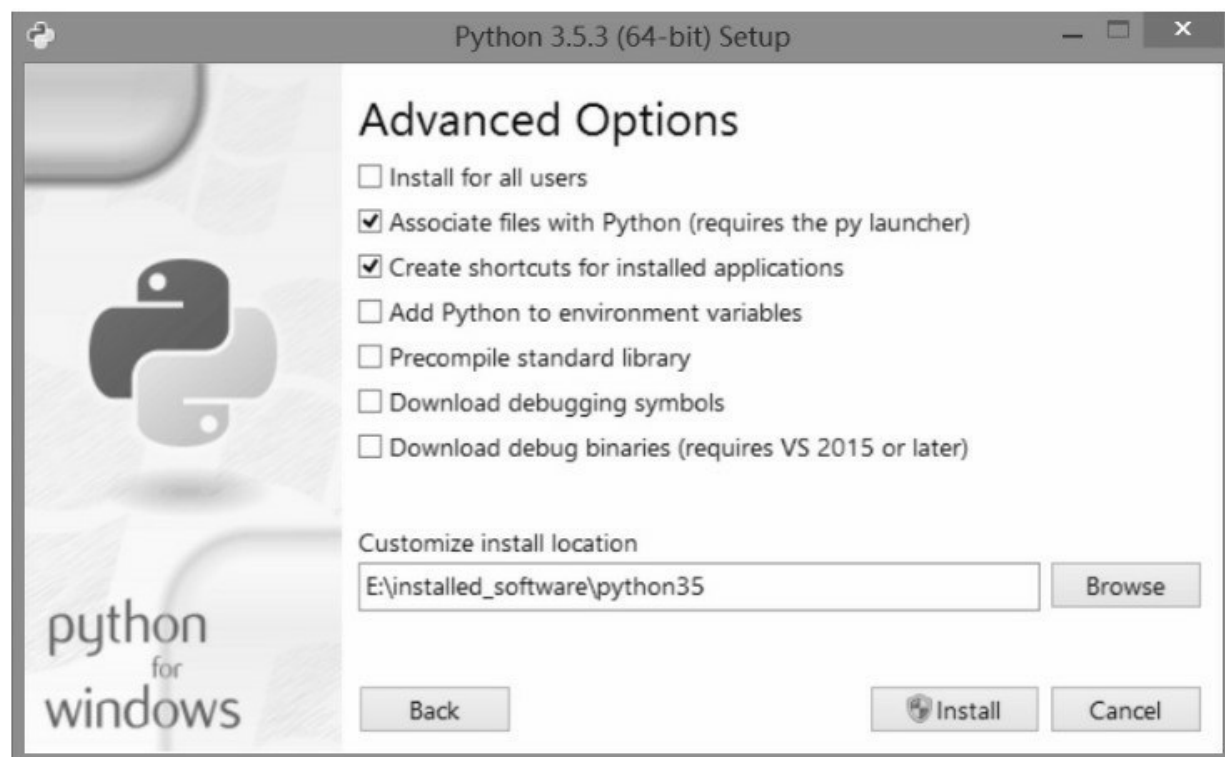 Python 3.5.3 (64-bit) Setup
Advanced Options
Install for all users
Associate files with Python (requires the py launcher)
Create shortcuts for installed applications
Add Python to environment variables
Precompile standard library
Download debugging symbols
Download debug binaries (requires VS 2015 or later)
Customize install location
E:\installed_software\python35
Browse
python
for
windows
Back
Install
Cancel